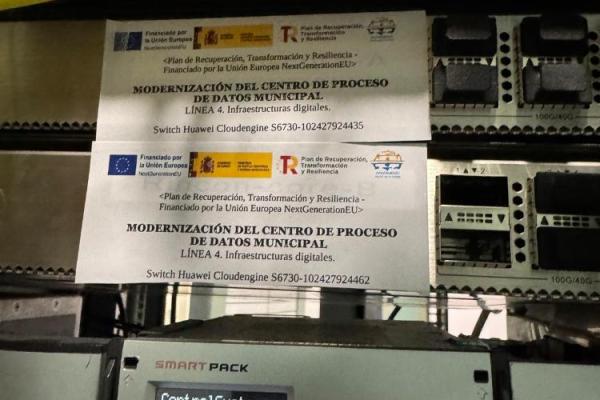 Financiado por
la Unión Europea
NextGenerationEU
Plan de Recuperación,
Transformación
y Resiliencia
<Plan de Recuperación, Transformación y Resiliencia -
Financiado por la Unión Europea NextGenerationEU>
MODERNIZACIÓN DEL CENTRO DE PROCESO
DE DATOS MUNICIPAL
LÍNEA 4. Infraestructuras digitales.
Switch Huawei Cloudengine S6730-102427924435
100G/40G
Financiado por
la Unión Europea
NextGenerationEU
Plan de Recuperación,
Transformación
y Resiliencia
<Plan de Recuperación, Transformación y Resiliencia -
Financiado por la Unión Europea NextGenerationEU>
MODERNIZACIÓN DEL CENTRO DE PROCESO
DE DATOS MUNICIPAL
LÍNEA 4. Infraestructuras digitales.
Switch Huawei Cloudengine S6730-102427924462
1 2
100G/40G
SMARTPACK